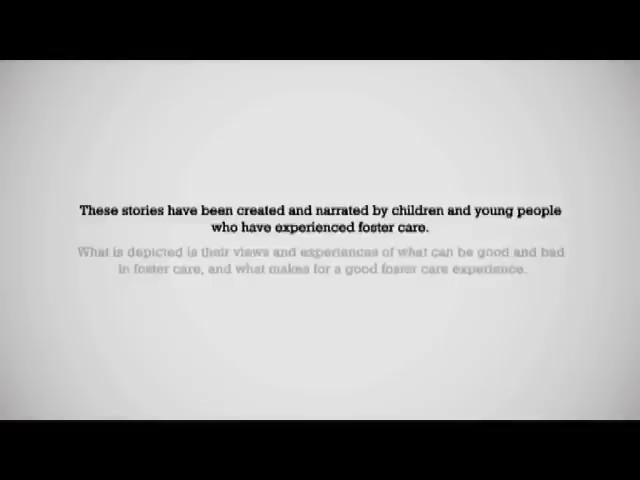 These stories have been created and narrated by children and young people
who have experienced foster care.
What is depicted is their views and experiences of what can be good and bad
in foster care, and what makes for a good foster care experience.